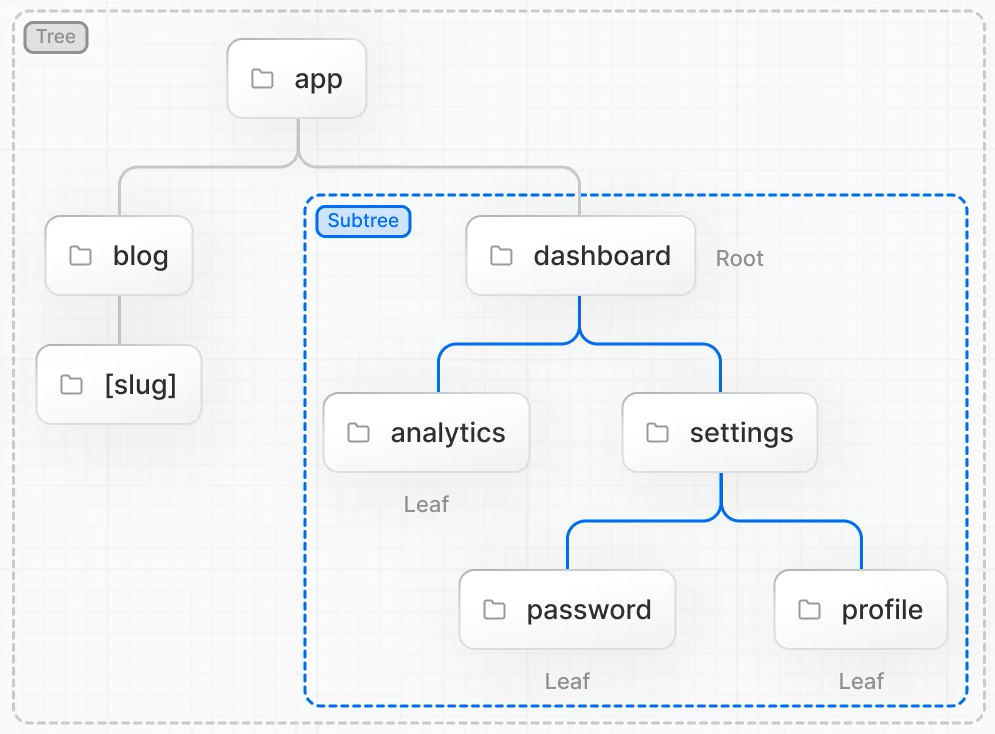 Tree
app
Subtree
blog
dashboard
Root
[slug]
analytics
settings
Leaf
password
profile
Leaf
Leaf